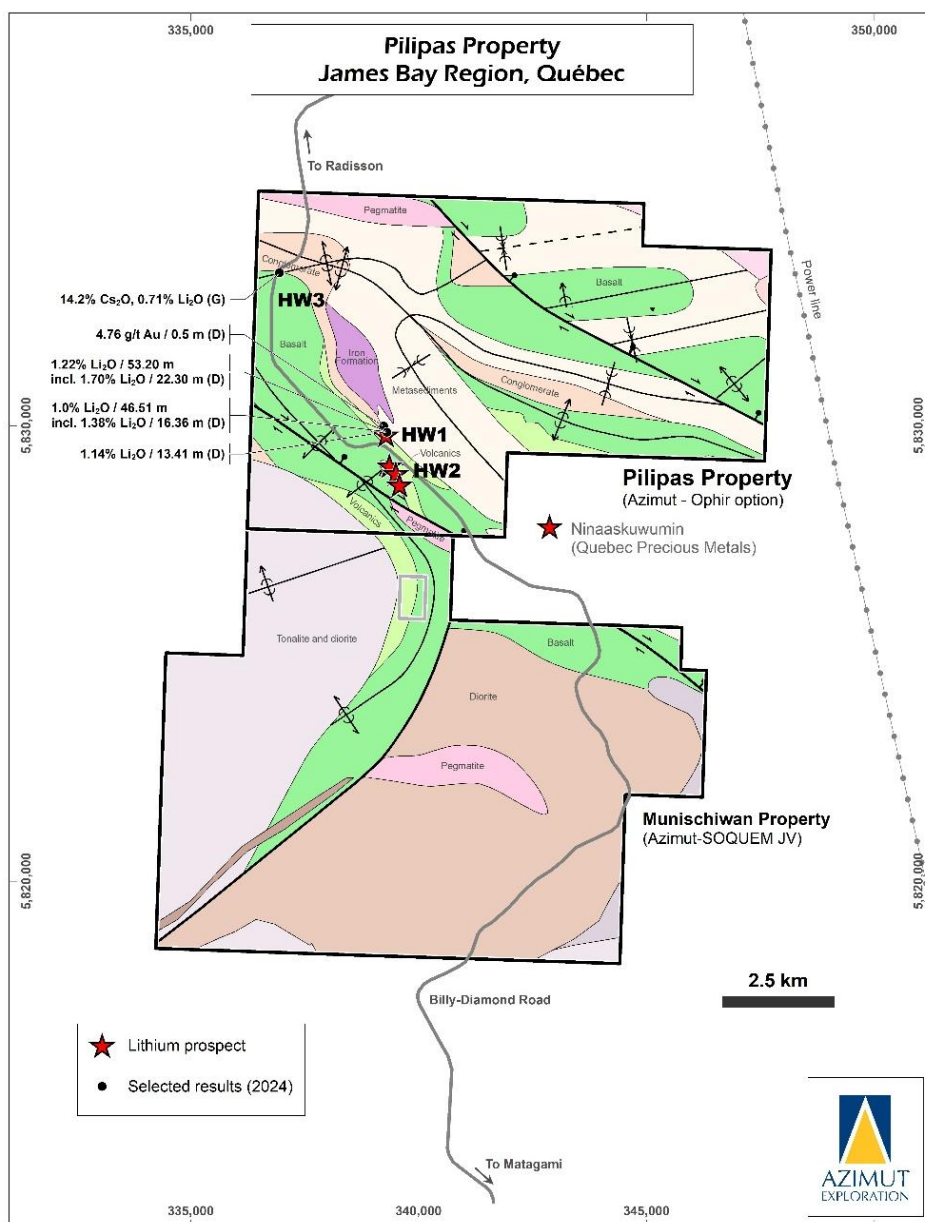 335,000
350,000
Pilipas Property
James Bay Region, Québec
To Radisson
Pegmatite
Power line
Conglomerate
Basalt
14.2% Cs₂O, 0.71% Li₂O (G)
HW3
4.76 g/t Au / 0.5 m (D)
Basalt
Iron
Formation
1.22% Li₂O / 53.20 m
incl. 1.70% Li₂O / 22.30 m (D)
Metasediments
Conglomerate
1.0% Li₂O / 46.51 m
incl. 1.38% Li₂O / 16.36 m (D)
5,830,000
5,830,000
HW1
1.14% Li₂O / 13.41 m (D)
Volcanics
HW2
Pilipas Property
(Azimut - Ophir option)
Volcanics
Pegmatite
Ninaaskuwumin
(Quebec Precious Metals)
Tonalite and diorite
Basalt
Diorite
Pegmatite
Munischiwan Property
(Azimut-SOQUEM JV)
5,820,000
5,820,000
2.5 km
Billy-Diamond Road
Lithium prospect
Selected results (2024)
To Matagami
AZIMUT
EXPLORATION
335,000
340,000
345,000